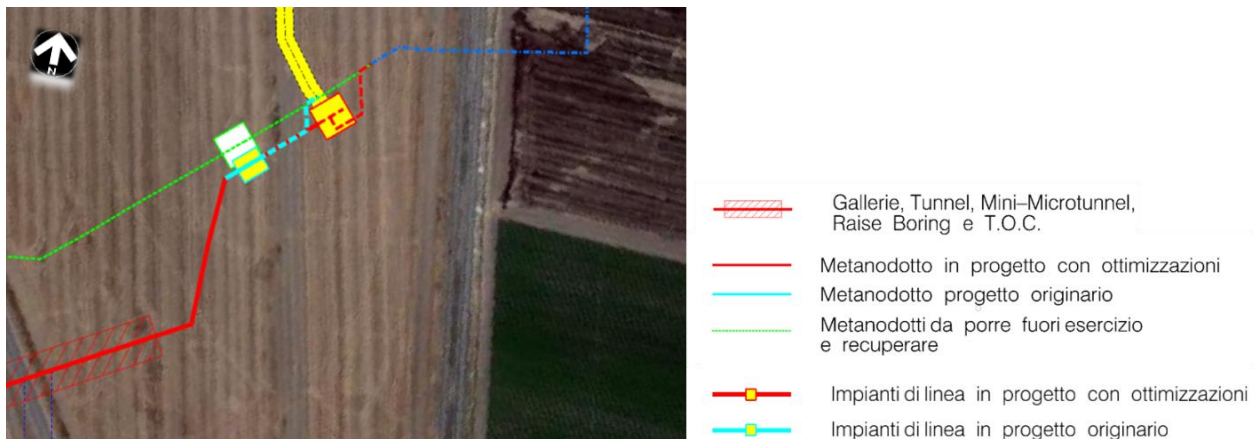 N
Gallerie, Tunnel, Mini–Microtunnel,
Raise Boring e T.O.C.
Metanodotto in progetto con ottimizzazioni
Metanodotto progetto originario
Metanodotti da porre fuori esercizio
e recuperare
Impianti di linea in progetto con ottimizzazioni
Impianti di linea in progetto originario